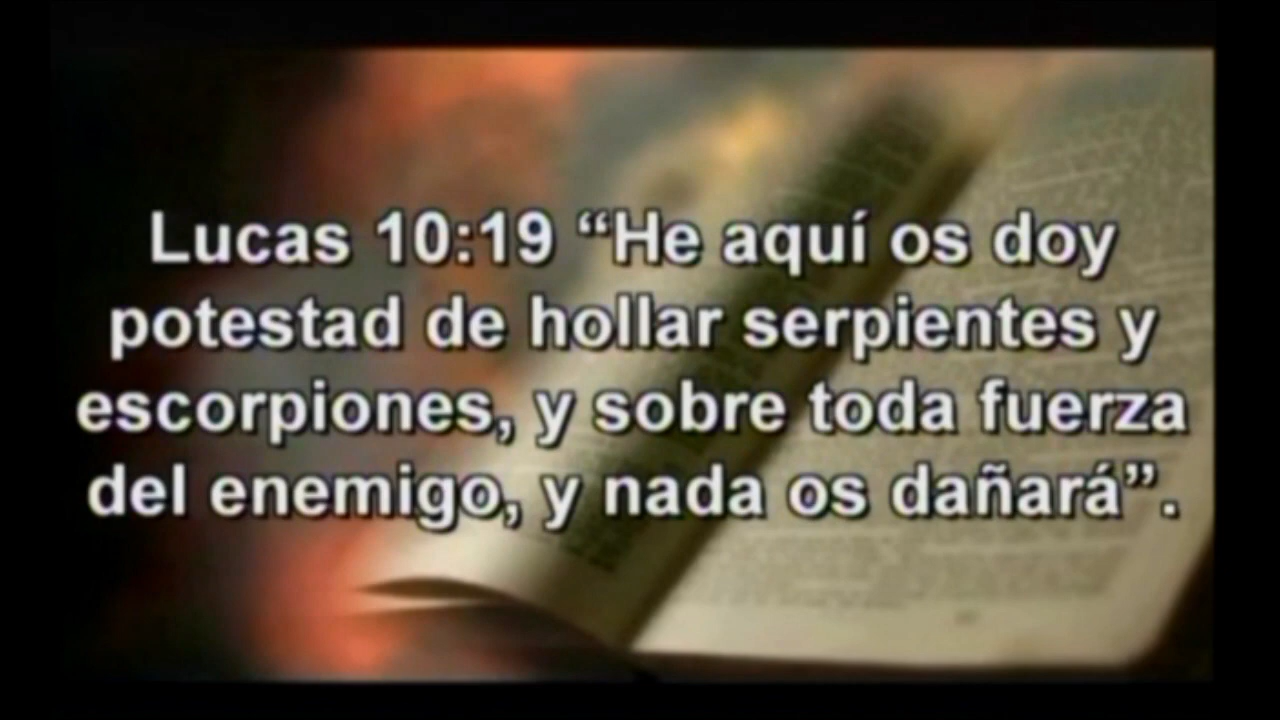 Lucas 10:19 “He aquí os doy
potestad de hollar serpientes y
escorpiones, y sobre toda fuerza
del enemigo, y nada os dañará”.